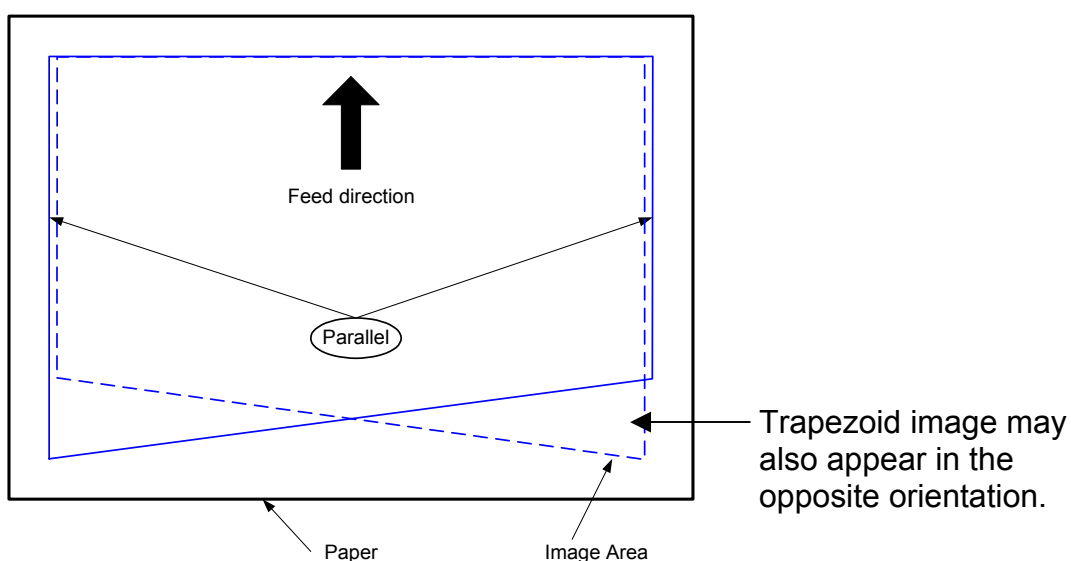 Feed direction
Parallel
Trapezoid image may
also appear in the
opposite orientation.
Paper
Image Area